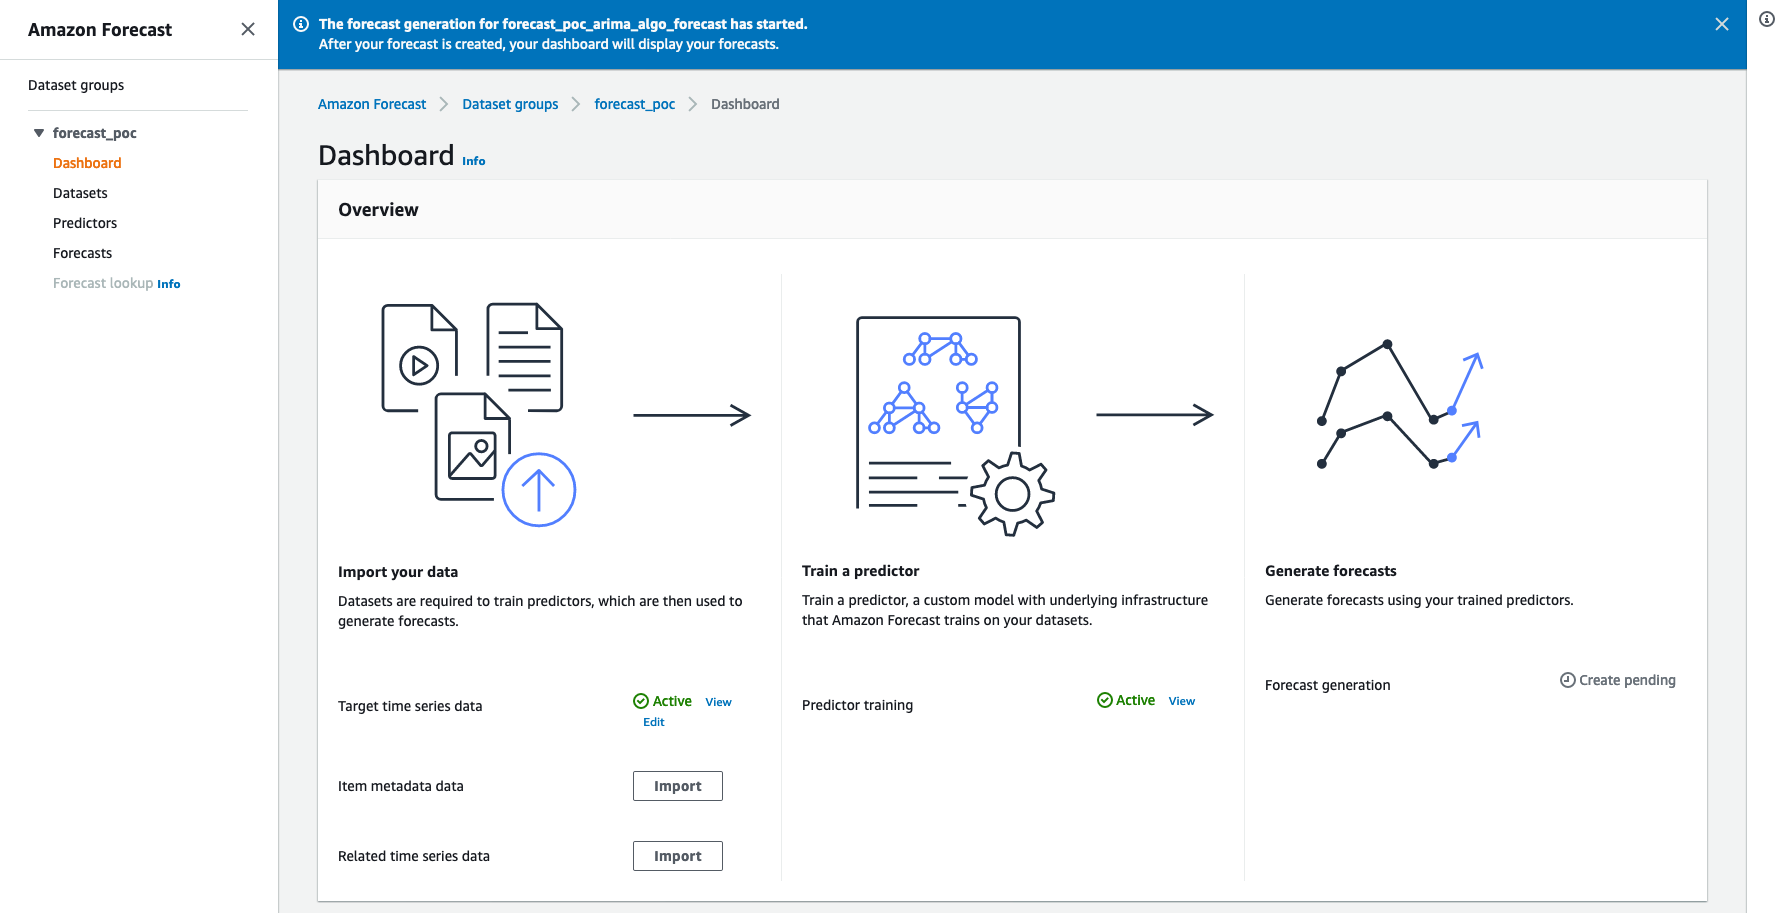 Amazon Forecast
Dataset groups
forecast_poc
Dashboard
Datasets
Predictors
Forecasts
Forecast lookup Info
The forecast generation for forecast_poc_arima_algo_forecast has started.
After your forecast is created, your dashboard will display your forecasts.
Amazon Forecast Dataset groups forecast_poc Dashboard
Dashboard Info
Overview
Import your data
Datasets are required to train predictors, which are then used to
generate forecasts.
Target time series data Active View
Edit
Item metadata data Import
Related time series data Import
Train a predictor
Train a predictor, a custom model with underlying infrastructure
that Amazon Forecast trains on your datasets.
Predictor training Active View
Generate forecasts
Generate forecasts using your trained predictors.
Forecast generation Create pending